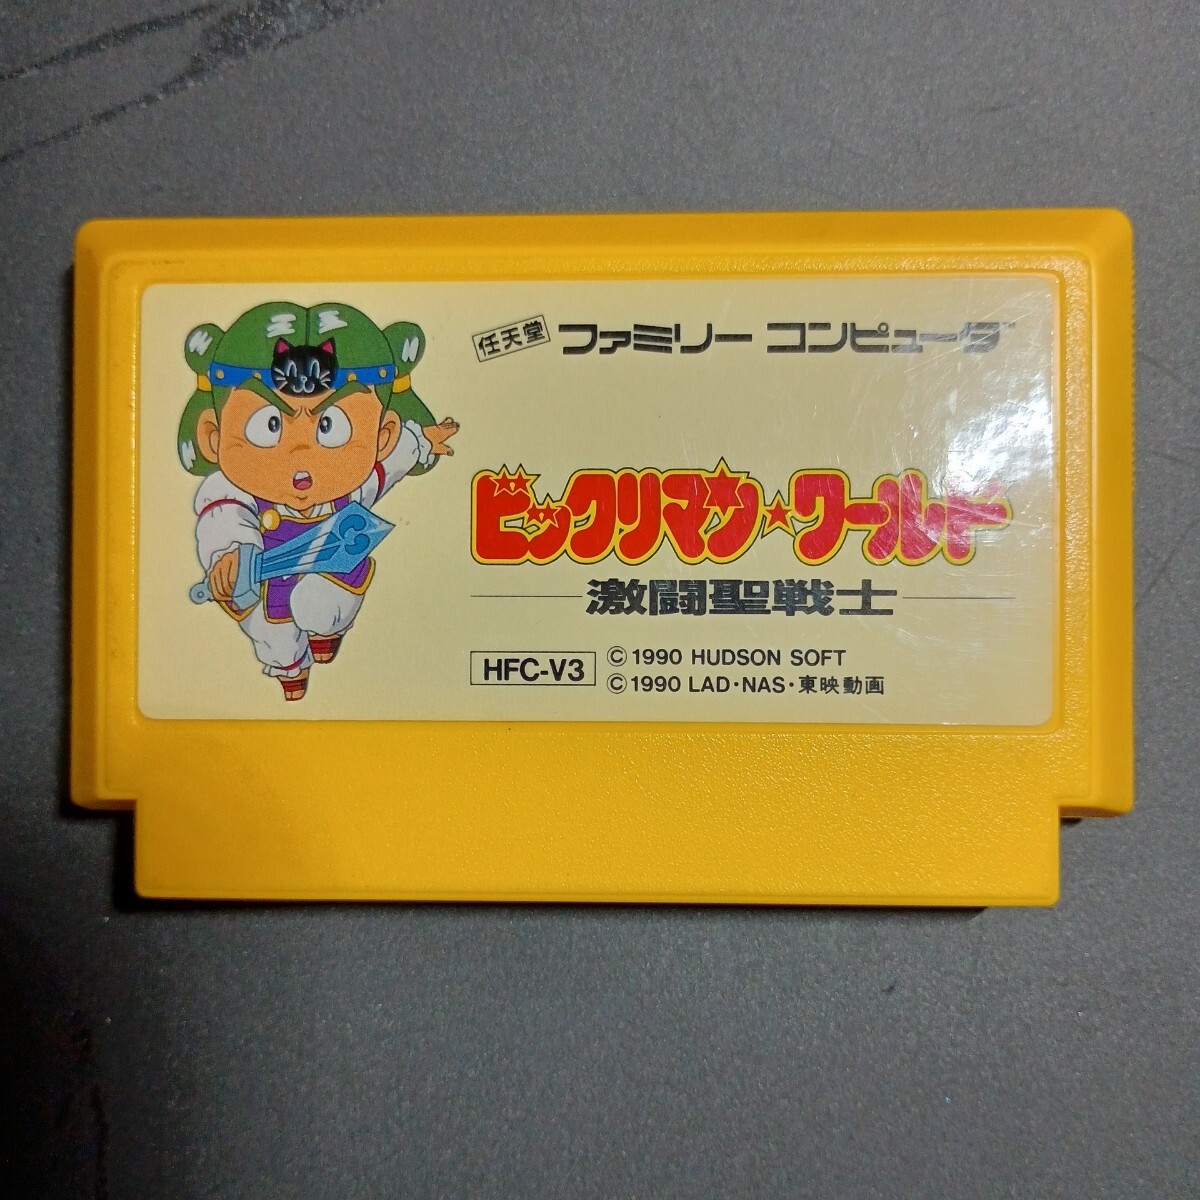 任天堂 ファミリー コンピュータ
ビックリマン★ワールド
激闘聖戦士
HFC-V3
© 1990 HUDSON SOFT
© 1990 LAD・NAS・東映動画